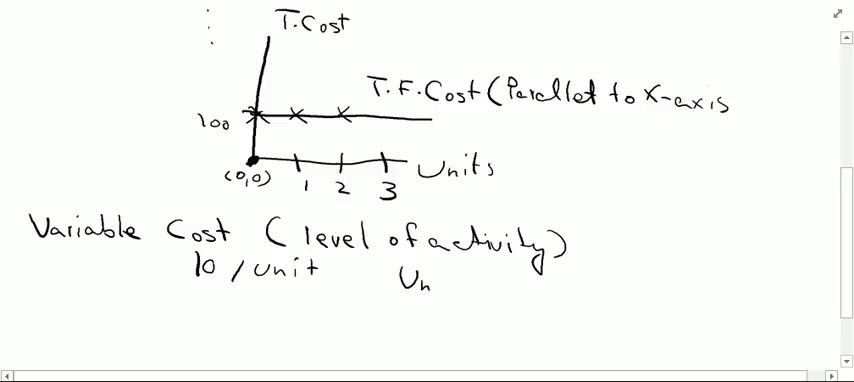 T.Cost
T.F.Cost (Parallel to X-axis
100
Units
(0,0)
1 2 3
Variable Cost ( level of activity)
10 / unit Un